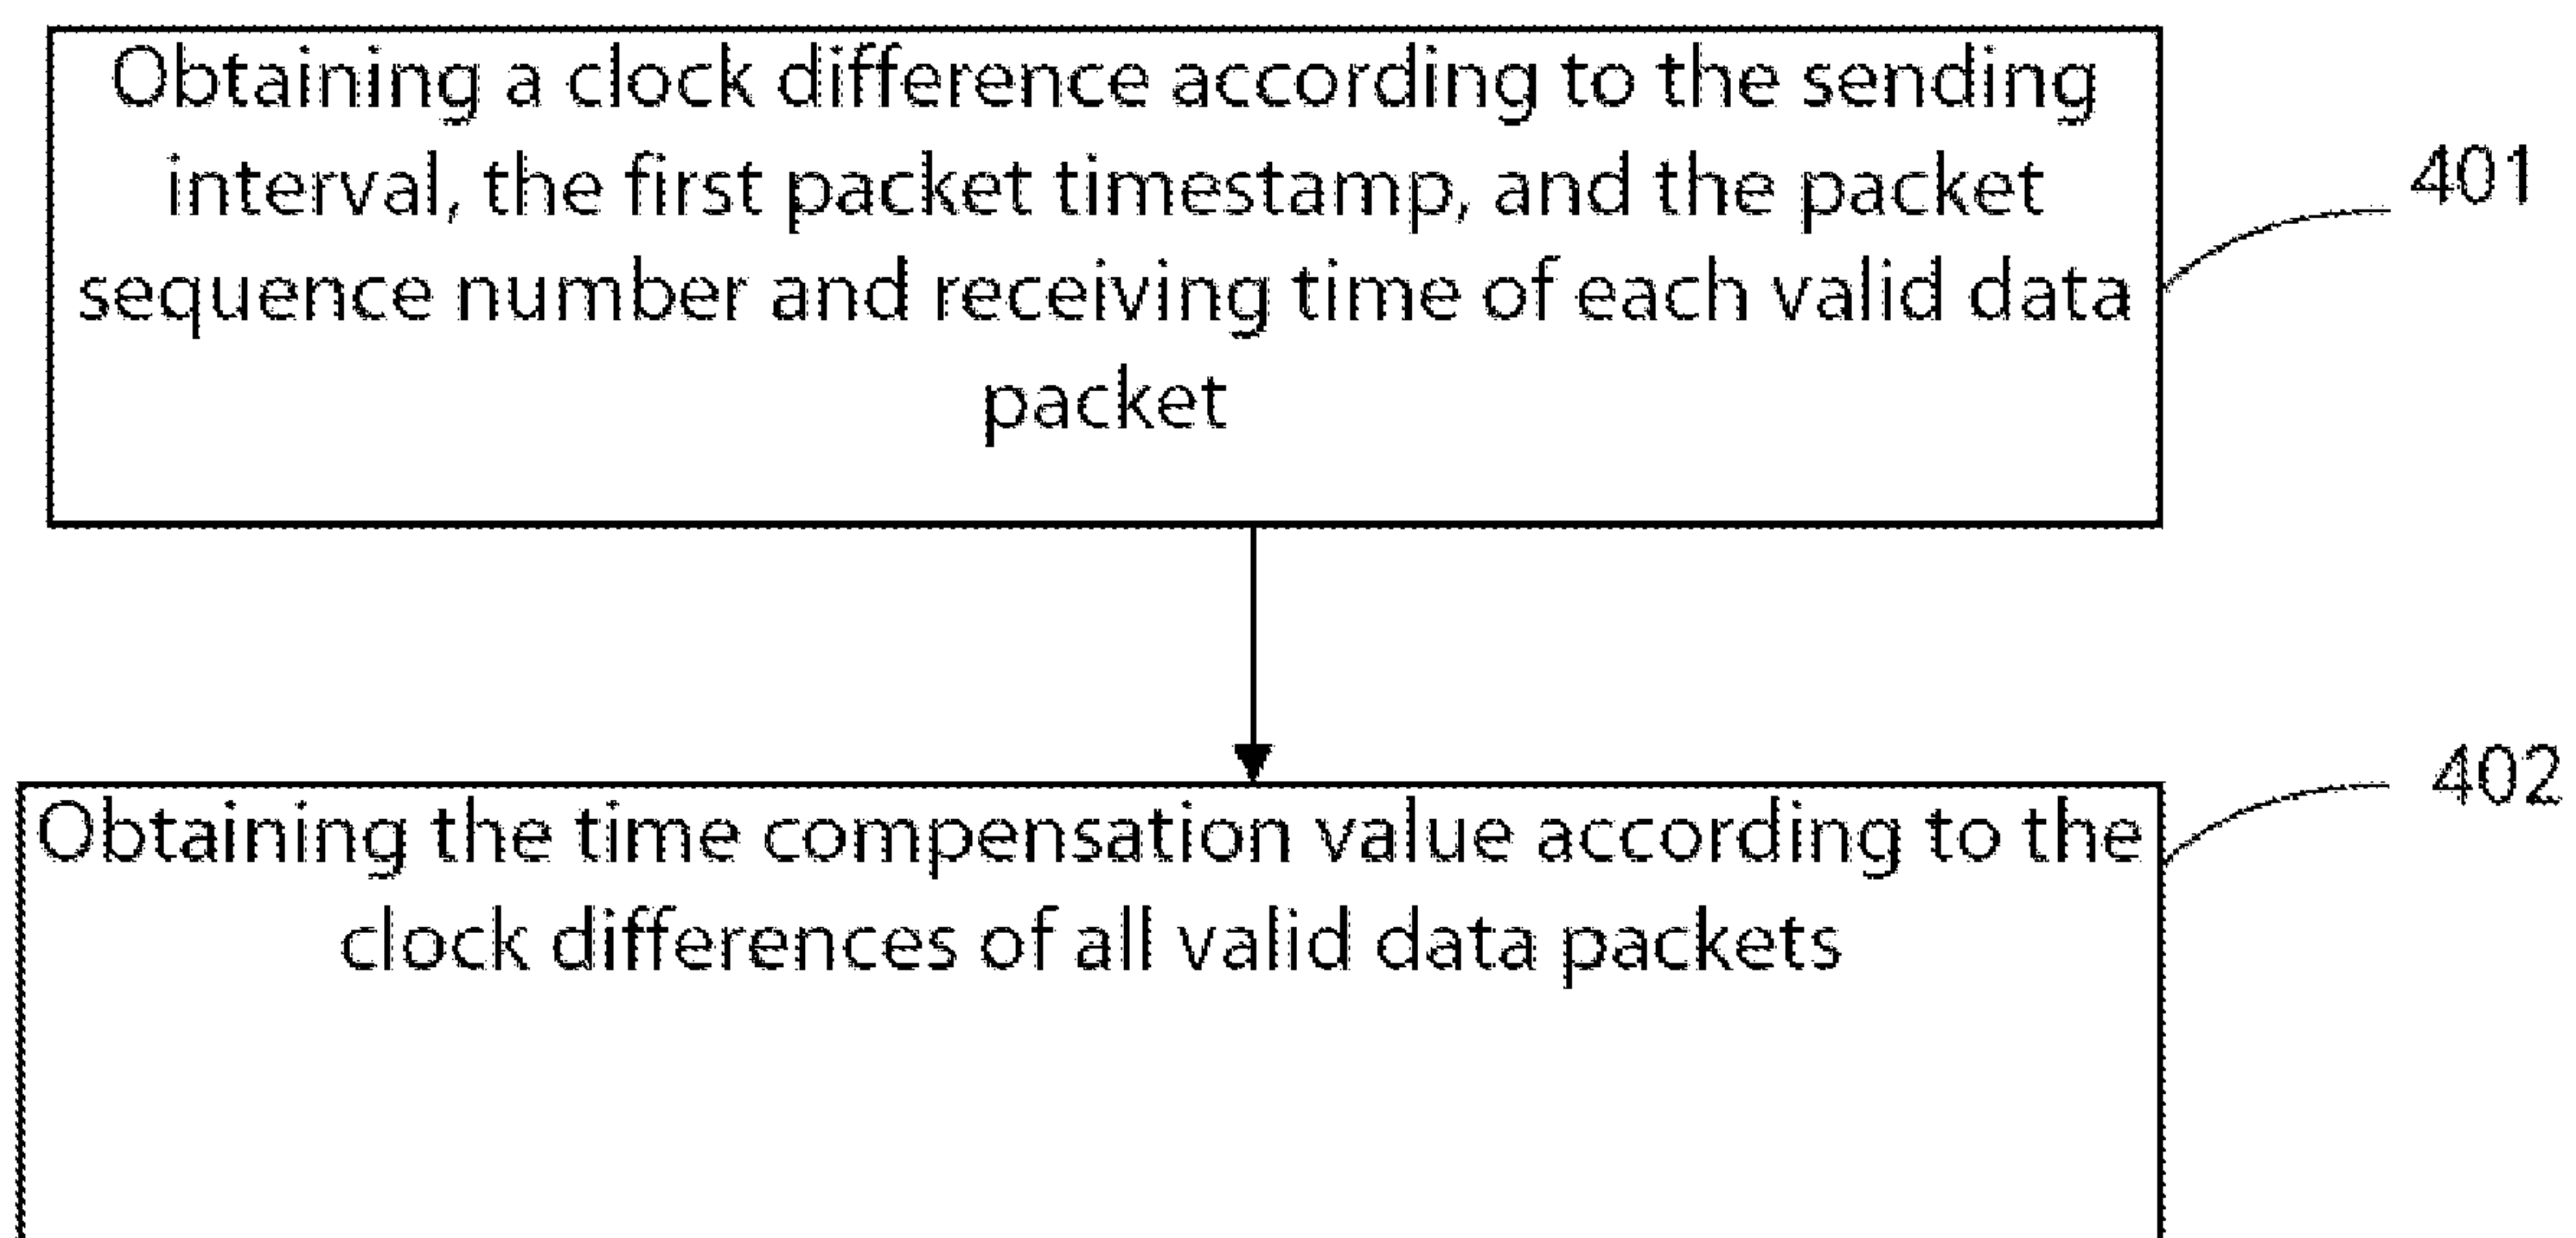 Obtaining a clock difference according to the sending
interval, the first packet timestamp, and the packet
sequence number and receiving time of each valid data
packet
401
Obtaining the time compensation value according to the
clock differences of all valid data packets
402